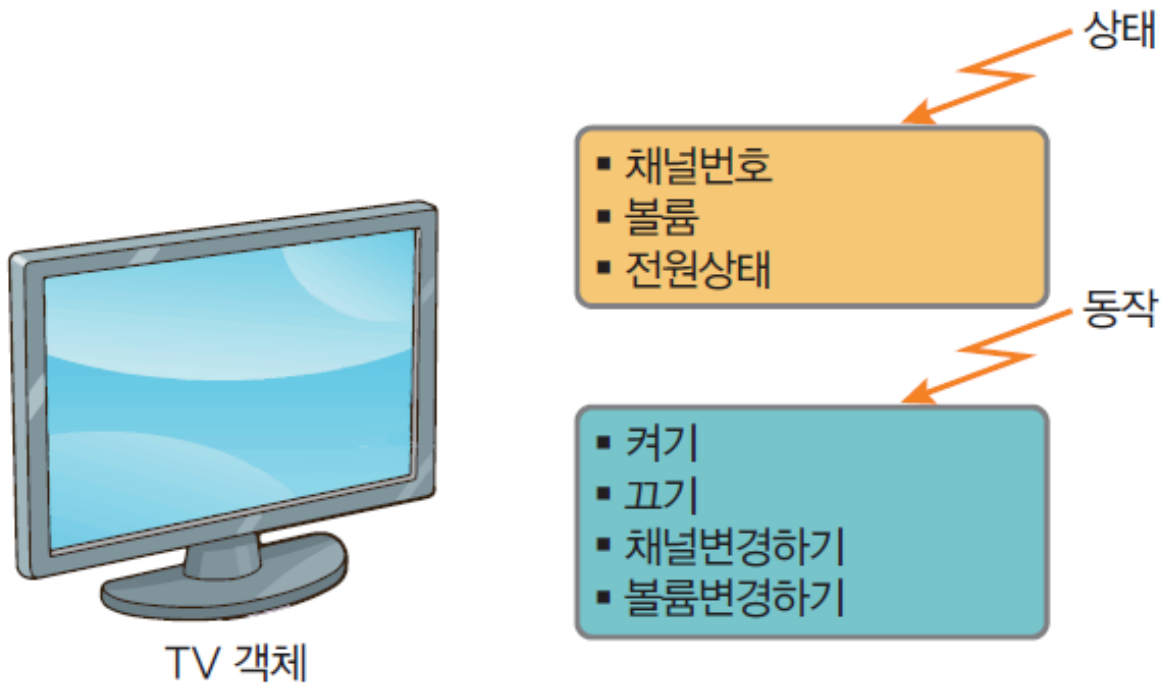 상태
▪ 채널번호
▪ 볼륨
▪ 전원상태
동작
▪ 켜기
▪ 끄기
▪ 채널변경하기
▪ 볼륨변경하기
TV 객체